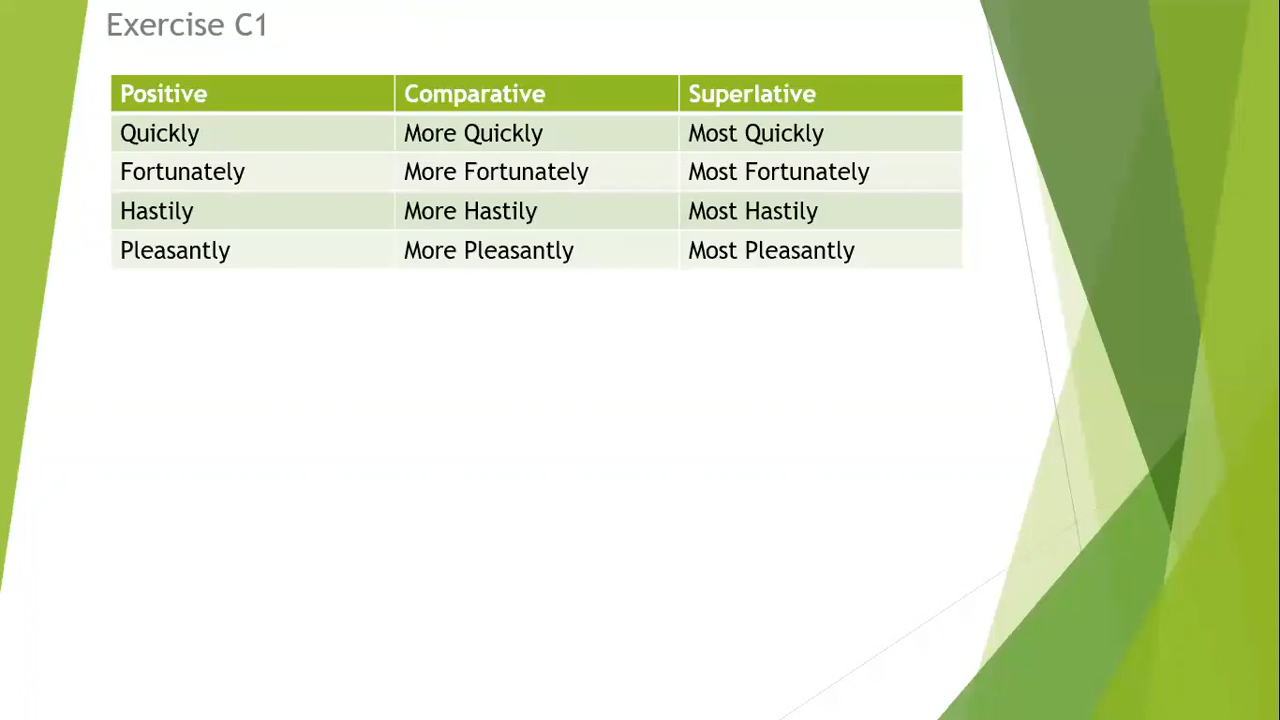 Exercise C1
Positive Comparative Superlative
Quickly More Quickly Most Quickly
Fortunately More Fortunately Most Fortunately
Hastily More Hastily Most Hastily
Pleasantly More Pleasantly Most Pleasantly